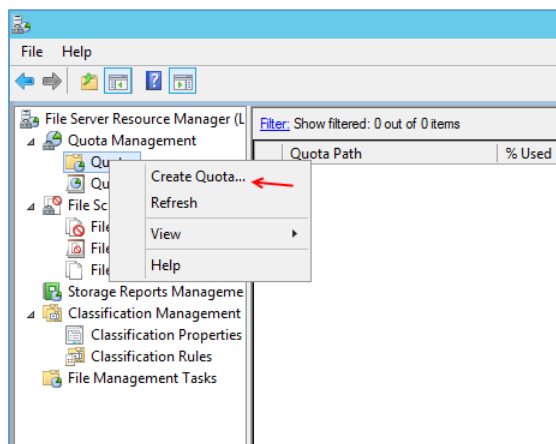 File Help
File Server Resource Manager (L
Filter: Show filtered: 0 out of 0 items
Quota Management
Quota Path % Used
Create Quota...
Refresh
File Sc
View
File
File
File
Help
Storage Reports Manageme
Classification Management
Classification Properties
Classification Rules
File Management Tasks